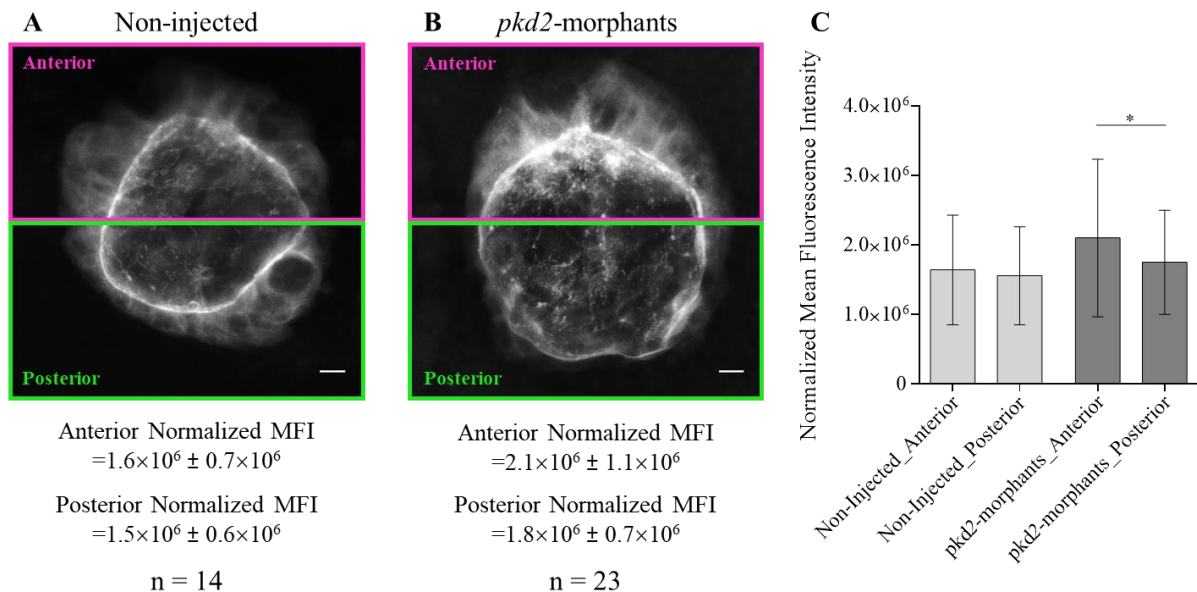 A Non-injected
Anterior
Posterior
Anterior Normalized MFI
=1.6×10⁶ ± 0.7×10⁶
Posterior Normalized MFI
=1.5×10⁶ ± 0.6×10⁶
n = 14
B pkd2-morphants
Anterior
Posterior
Anterior Normalized MFI
=2.1×10⁶ ± 1.1×10⁶
Posterior Normalized MFI
=1.8×10⁶ ± 0.7×10⁶
n = 23
C
Normalized Mean Fluorescence Intensity
4.0×10⁶
3.0×10⁶
2.0×10⁶
1.0×10⁶
0
*
Non-Injected_Anterior
Non-Injected_Posterior
pkd2-morphants_Anterior
pkd2-morphants_Posterior